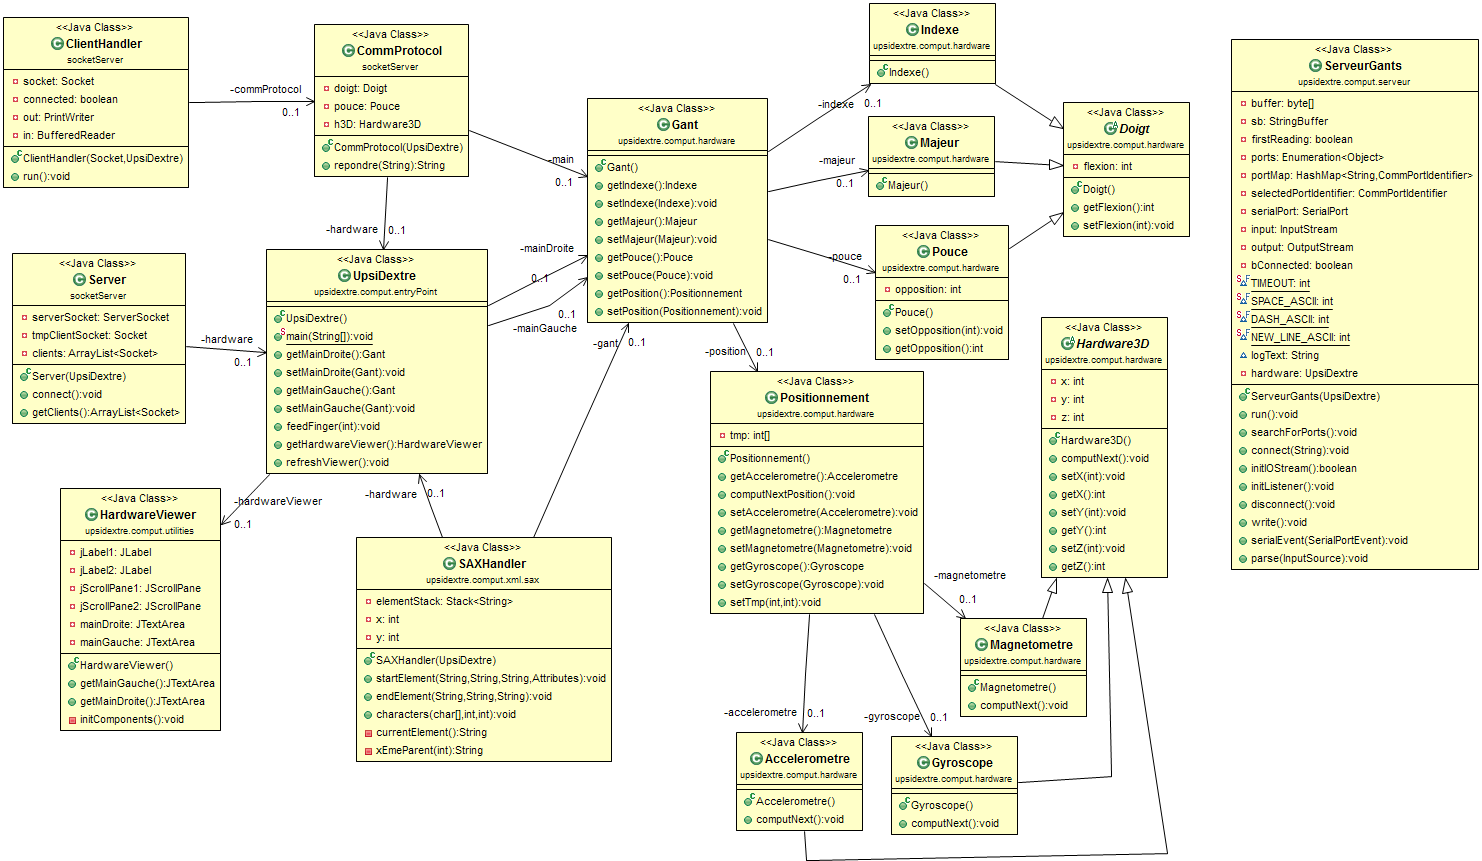 <<Java Class>>
ClientHandler
socketServer
socket: Socket
connected: boolean
out: PrintWriter
in: BufferedReader
ClientHandler(Socket,UpsiDextre)
run():void
-commProtocol
0..1
<<Java Class>>
CommProtocol
socketServer
doigt: Doigt
pouce: Pouce
h3D: Hardware3D
CommProtocol(UpsiDextre)
repondre(String):String
-main
0..1
-hardware
0..1
<<Java Class>>
Gant
upsidextre.comput.hardware
Gant()
getIndexe():Indexe
setIndexe(Indexe):void
getMajeur():Majeur
setMajeur(Majeur):void
getPouce():Pouce
setPouce(Pouce):void
getPosition():Positionnement
setPosition(Positionnement):void
-indexe
0..1
-majeur
0..1
-pouce
0..1
-position
0..1
<<Java Class>>
Indexe
upsidextre.comput.hardware
Indexe()
<<Java Class>>
Majeur
upsidextre.comput.hardware
Majeur()
<<Java Class>>
Pouce
upsidextre.comput.hardware
opposition: int
Pouce()
setOpposition(int):void
getOpposition():int
<<Java Class>>
Doigt
upsidextre.comput.hardware
flexion: int
Doigt()
getFlexion():int
setFlexion(int):void
<<Java Class>>
ServeurGants
upsidextre.comput.serveur
buffer: byte[]
sb: StringBuffer
firstReading: boolean
ports: Enumeration<Object>
portMap: HashMap<String,CommPortIdentifier>
selectedPortIdentifier: CommPortIdentifier
serialPort: SerialPort
input: InputStream
output: OutputStream
bConnected: boolean
TIMEOUT: int
SPACE_ASCII: int
DASH_ASCII: int
NEW_LINE_ASCII: int
logText: String
hardware: UpsiDextre
ServeurGants(UpsiDextre)
run():void
searchForPorts():void
connect(String):void
initIOStream():boolean
initListener():void
disconnect():void
write():void
serialEvent(SerialPortEvent):void
parse(InputSource):void
<<Java Class>>
Server
socketServer
serverSocket: ServerSocket
tmpClientSocket: Socket
clients: ArrayList<Socket>
Server(UpsiDextre)
connect():void
getClients():ArrayList<Socket>
-hardware
0..1
<<Java Class>>
UpsiDextre
upsidextre.comput.entryPoint
UpsiDextre()
main(String[]):void
getMainDroite():Gant
setMainDroite(Gant):void
getMainGauche():Gant
setMainGauche(Gant):void
feedFinger(int):void
getHardwareViewer():HardwareViewer
refreshViewer():void
-mainDroite
0..1
0..1
-mainGauche
-gant
0..1
-hardwareViewer
0..1
-hardware
0..1
<<Java Class>>
HardwareViewer
upsidextre.comput.utilities
jLabel1: JLabel
jLabel2: JLabel
jScrollPane1: JScrollPane
jScrollPane2: JScrollPane
mainDroite: JTextArea
mainGauche: JTextArea
HardwareViewer()
getMainGauche():JTextArea
getMainDroite():JTextArea
initComponents():void
<<Java Class>>
SAXHandler
upsidextre.comput.xml.sax
elementStack: Stack<String>
x: int
y: int
SAXHandler(UpsiDextre)
startElement(String,String,String,Attributes):void
endElement(String,String,String):void
characters(char[],int,int):void
currentElement():String
xEmeParent(int):String
<<Java Class>>
Positionnement
upsidextre.comput.hardware
tmp: int[]
Positionnement()
getAccelerometre():Accelerometre
computNextPosition():void
setAccelerometre(Accelerometre):void
getMagnetometre():Magnetometre
setMagnetometre(Magnetometre):void
getGyroscope():Gyroscope
setGyroscope(Gyroscope):void
setTmp(int,int):void
<<Java Class>>
Hardware3D
upsidextre.comput.hardware
x: int
y: int
z: int
Hardware3D()
computNext():void
setX(int):void
getX():int
setY(int):void
getY():int
setZ(int):void
getZ():int
-magnetometre
0..1
<<Java Class>>
Magnetometre
upsidextre.comput.hardware
Magnetometre()
computNext():void
-accelerometre
0..1
-gyroscope
0..1
<<Java Class>>
Accelerometre
upsidextre.comput.hardware
Accelerometre()
computNext():void
<<Java Class>>
Gyroscope
upsidextre.comput.hardware
Gyroscope()
computNext():void